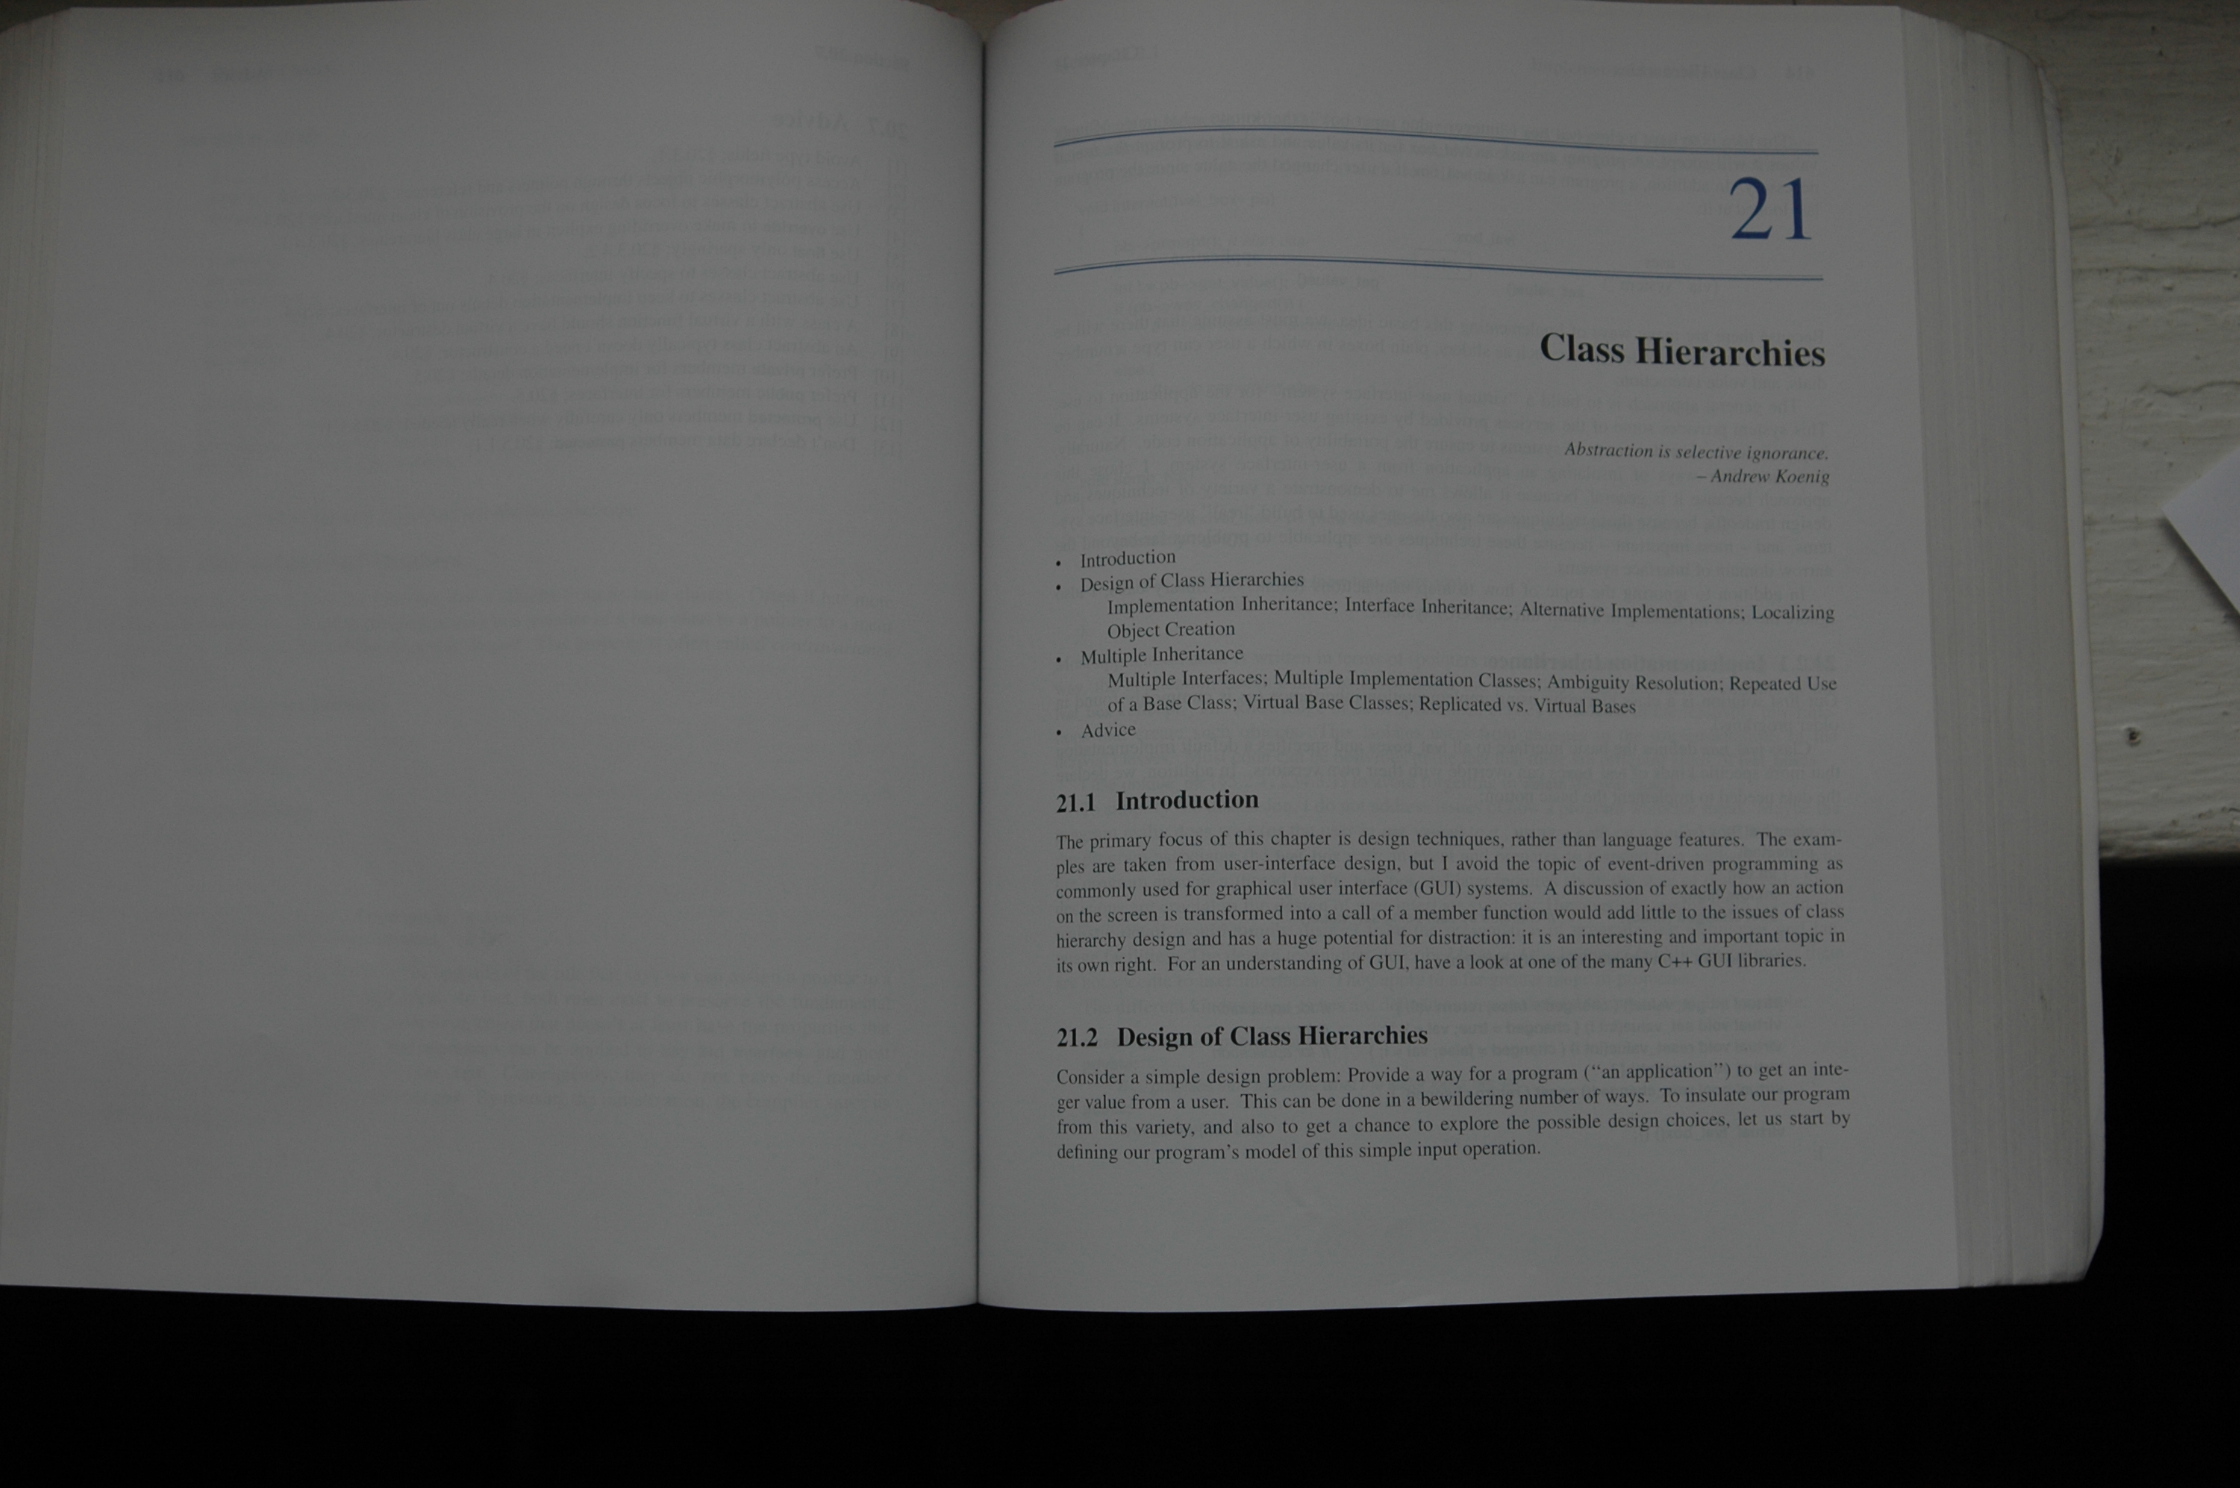 21
Class Hierarchies
Abstraction is selective ignorance.
– Andrew Koenig
• Introduction
• Design of Class Hierarchies
Implementation Inheritance; Interface Inheritance; Alternative Implementations; Localizing
Object Creation
• Multiple Inheritance
Multiple Interfaces; Multiple Implementation Classes; Ambiguity Resolution; Repeated Use
of a Base Class; Virtual Base Classes; Replicated vs. Virtual Bases
• Advice
21.1 Introduction
The primary focus of this chapter is design techniques, rather than language features. The exam-
ples are taken from user-interface design, but I avoid the topic of event-driven programming as
commonly used for graphical user interface (GUI) systems. A discussion of exactly how an action
on the screen is transformed into a call of a member function would add little to the issues of class
hierarchy design and has a huge potential for distraction: it is an interesting and important topic in
its own right. For an understanding of GUI, have a look at one of the many C++ GUI libraries.
21.2 Design of Class Hierarchies
Consider a simple design problem: Provide a way for a program (“an application”) to get an inte-
ger value from a user. This can be done in a bewildering number of ways. To insulate our program
from this variety, and also to get a chance to explore the possible design choices, let us start by
defining our program’s model of this simple input operation.